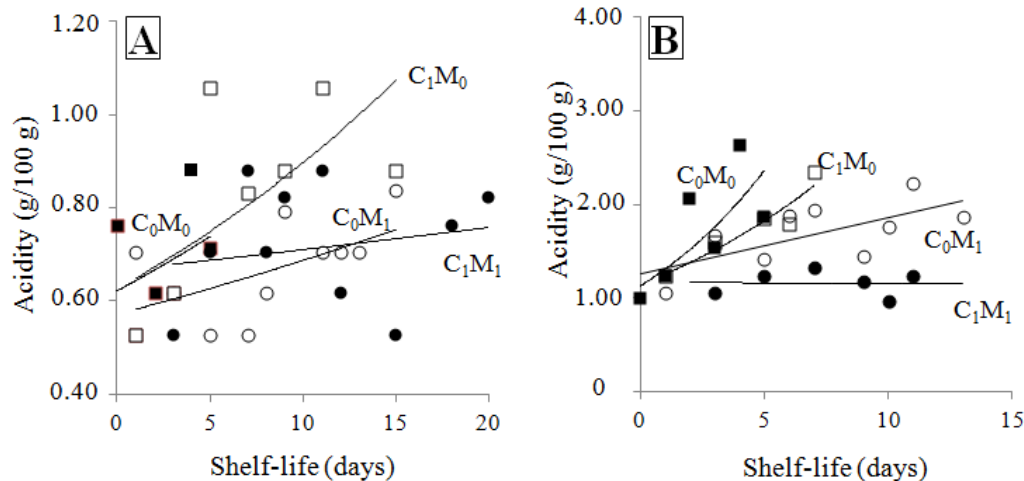 A
Acidity (g/100 g)
1.20
1.00
0.80
0.60
0.40
C₁M₀
C₀M₀
C₀M₁
C₁M₁
0 5 10 15 20
Shelf-life (days)
B
Acidity (g/100 g)
4.00
3.00
2.00
1.00
0
C₀M₀
C₁M₀
C₀M₁
C₁M₁
0 5 10 15
Shelf-life (days)